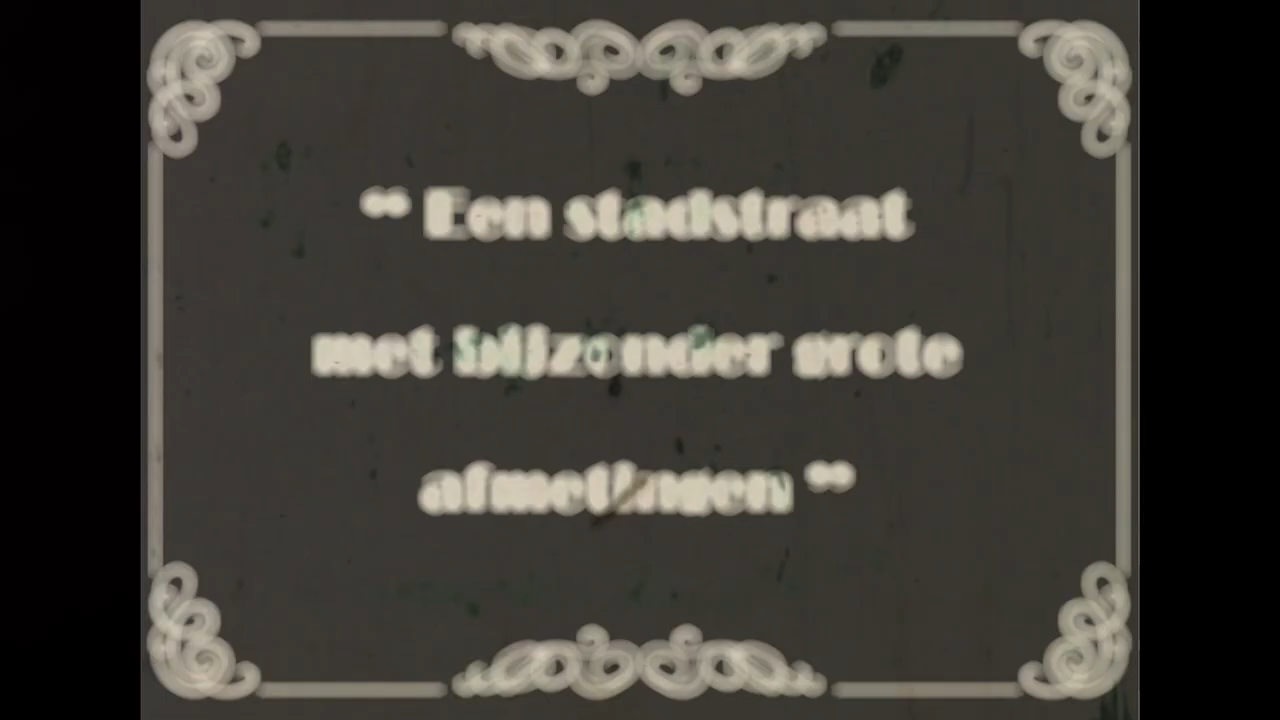 “ Een stadstraat
met bijzonder grote
afmetingen ”